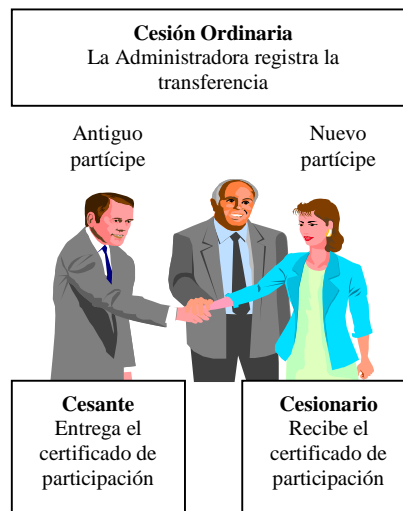 Cesión Ordinaria
La Administradora registra la
transferencia
Antiguo
partícipe
Nuevo
partícipe
Cesante
Entrega el
certificado de
participación
Cesionario
Recibe el
certificado de
participación